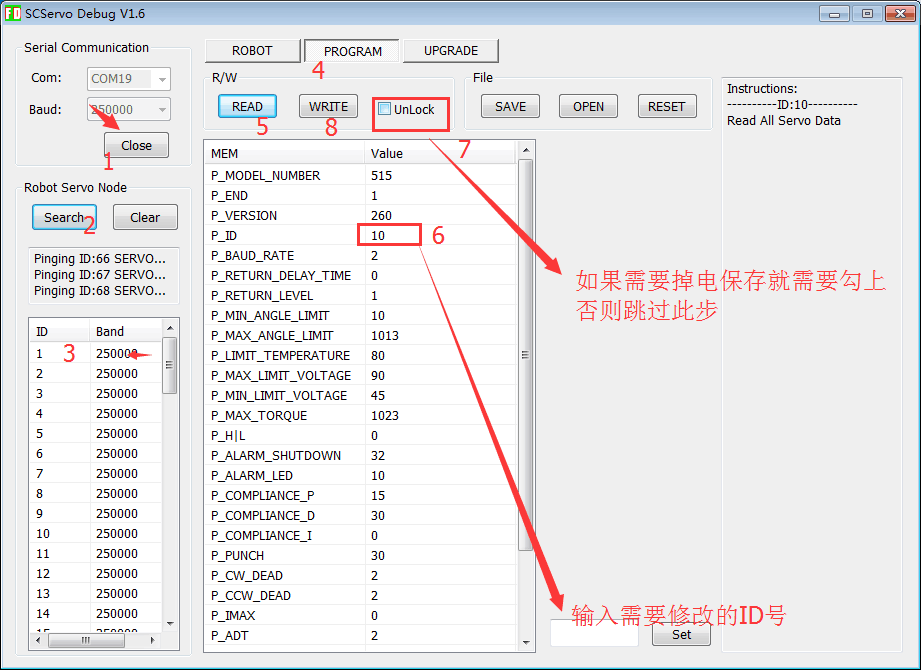 SCServo Debug V1.6
Serial Communication
Com: COM19
Baud: 250000
Close
1
Robot Servo Node
Search
2
Clear
Pinging ID:66 SERVO...
Pinging ID:67 SERVO...
Pinging ID:68 SERVO...
ID Band
1 250000
3
2 250000
3 250000
4 250000
5 250000
6 250000
7 250000
8 250000
9 250000
10 250000
11 250000
12 250000
13 250000
14 250000
15 250000
ROBOT PROGRAM UPGRADE
4
R/W
READ WRITE UnLock
5 8 7
File
SAVE OPEN RESET
MEM Value
P_MODEL_NUMBER 515
P_END 1
P_VERSION 260
P_ID 10
6
P_BAUD_RATE 2
P_RETURN_DELAY_TIME 0
P_RETURN_LEVEL 1
P_MIN_ANGLE_LIMIT 10
P_MAX_ANGLE_LIMIT 1013
P_LIMIT_TEMPERATURE 80
P_MAX_LIMIT_VOLTAGE 90
P_MIN_LIMIT_VOLTAGE 45
P_MAX_TORQUE 1023
P_H|L 0
P_ALARM_SHUTDOWN 32
P_ALARM_LED 10
P_COMPLIANCE_P 15
P_COMPLIANCE_D 30
P_COMPLIANCE_I 0
P_PUNCH 30
P_CW_DEAD 2
P_CCW_DEAD 2
P_IMAX 0
P_ADT 2
如果需要掉电保存就需要勾上
否则跳过此步
输入需要修改的ID号
Set
Instructions:
----------ID:10----------
Read All Servo Data